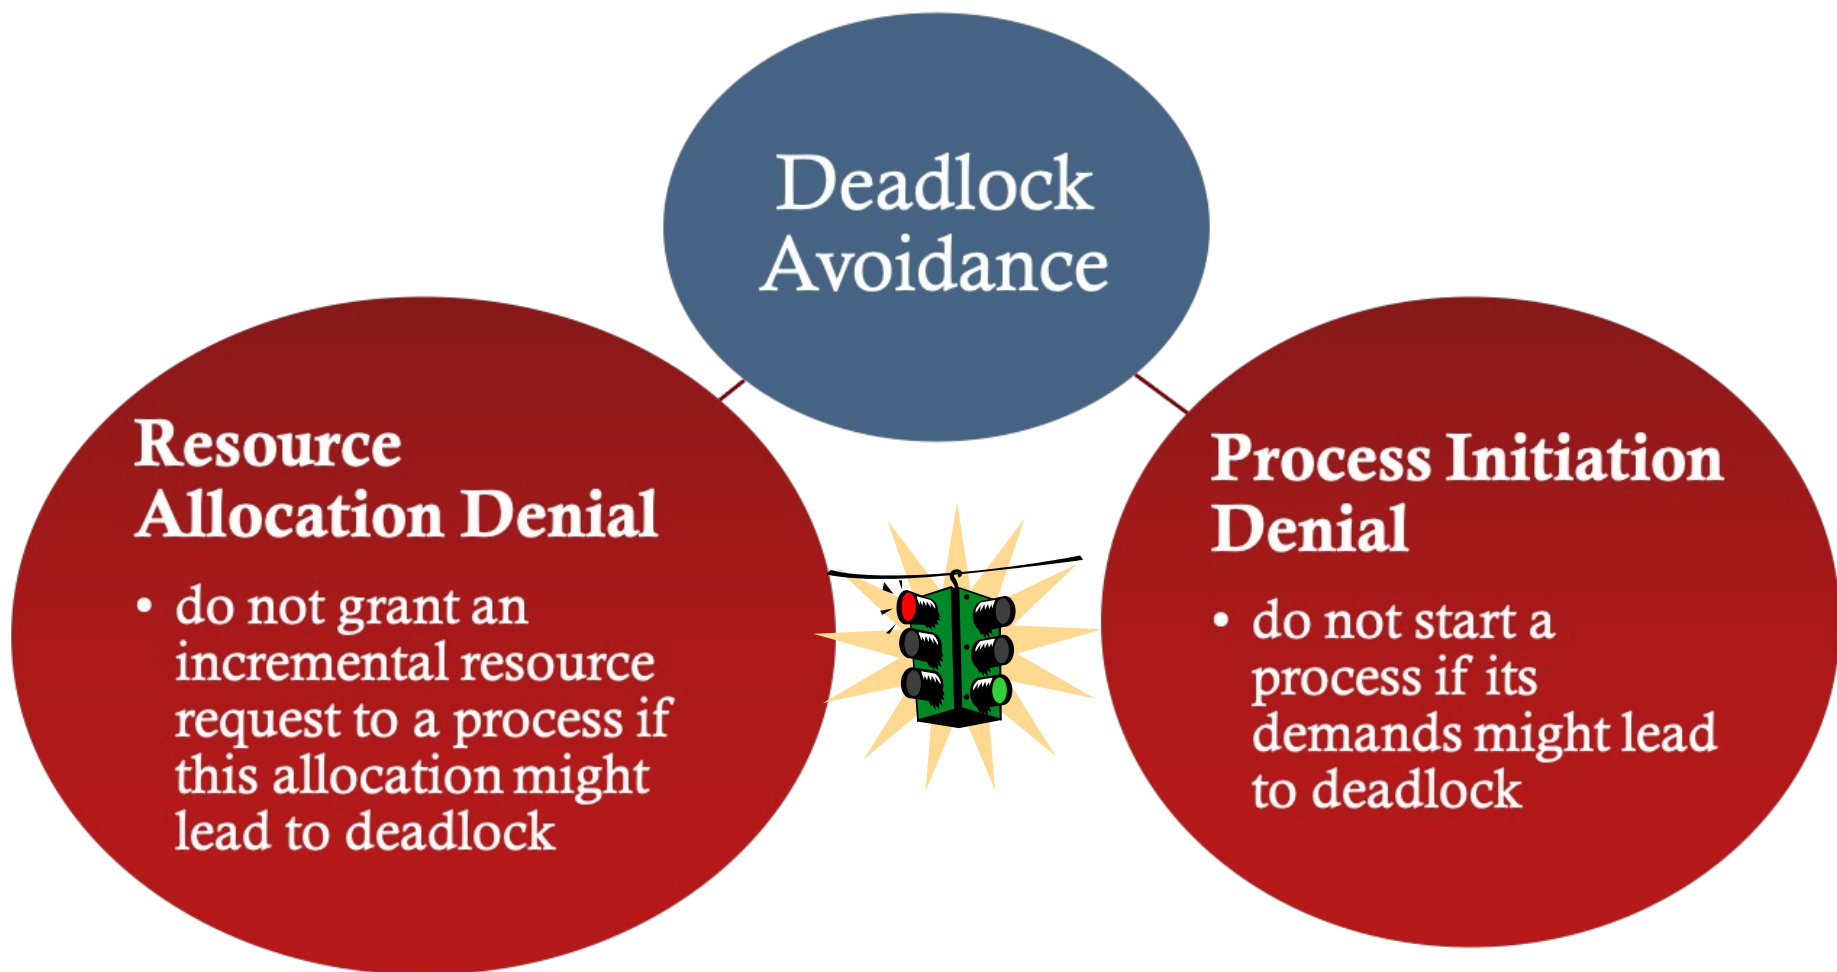 Deadlock
Avoidance
Resource
Allocation Denial
• do not grant an
incremental resource
request to a process if
this allocation might
lead to deadlock
Process Initiation
Denial
• do not start a
process if its
demands might lead
to deadlock